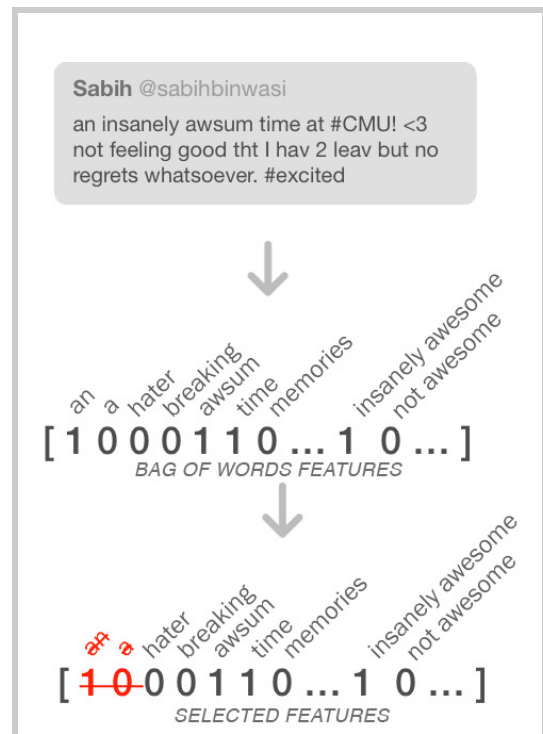 Sabih @sabihbinwasi
an insanely awsum time at #CMU! <3
not feeling good tht I hav 2 leav but no
regrets whatsoever. #excited
an a hater breaking awsum time memories insanely awesome not awesome
[ 1 0 0 0 1 1 0 ... 1 0 ... ]
BAG OF WORDS FEATURES
an a hater breaking awsum time memories insanely awesome not awesome
[ 1 0 0 0 1 1 0 ... 1 0 ... ]
SELECTED FEATURES